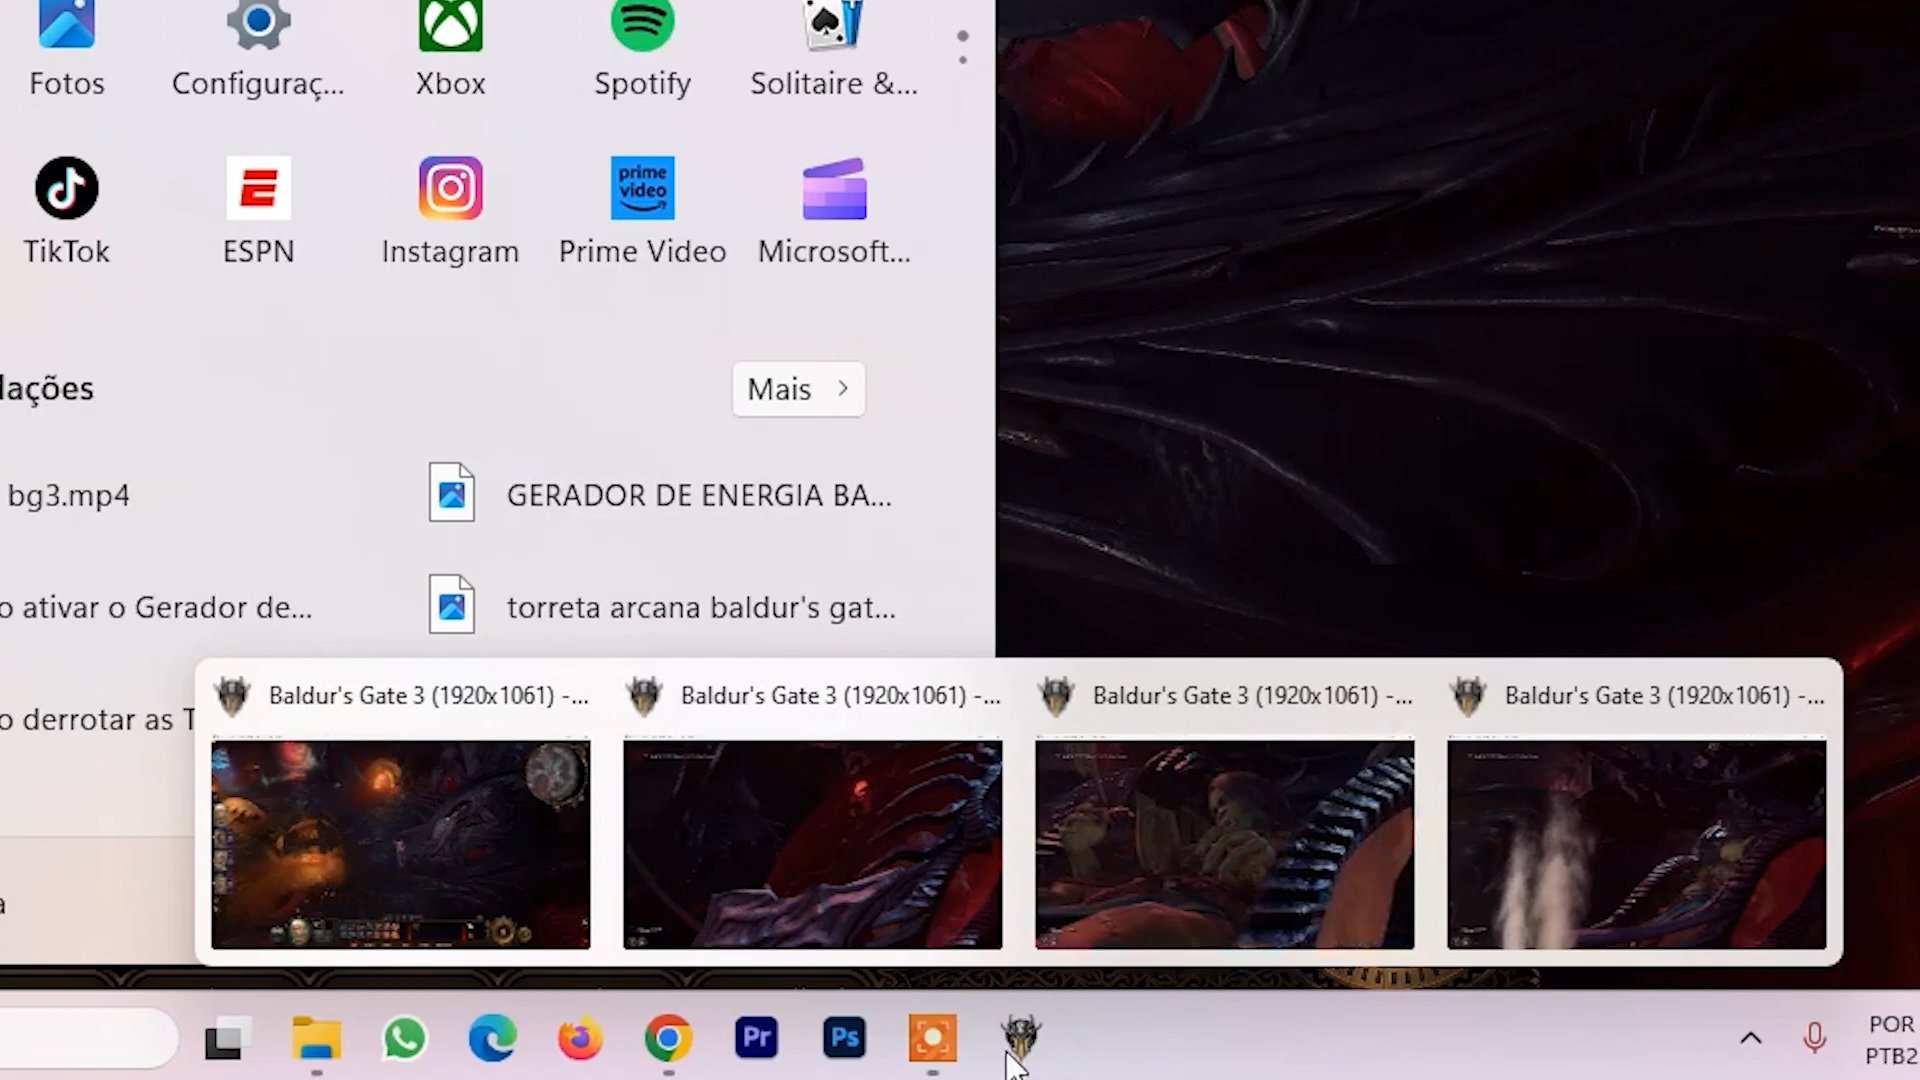 Fotos
Configuraç...
Xbox
Spotify
Solitaire &...
TikTok
ESPN
Instagram
prime
video
Prime Video
Microsoft...
lações
Mais
bg3.mp4
GERADOR DE ENERGIA BA...
o ativar o Gerador de...
torreta arcana baldur's gat...
o derrotar as T
Baldur's Gate 3 (1920x1061) -...
Baldur's Gate 3 (1920x1061) -...
Baldur's Gate 3 (1920x1061) -...
Baldur's Gate 3 (1920x1061) -...
a
Pr
Ps
POR
PTB2